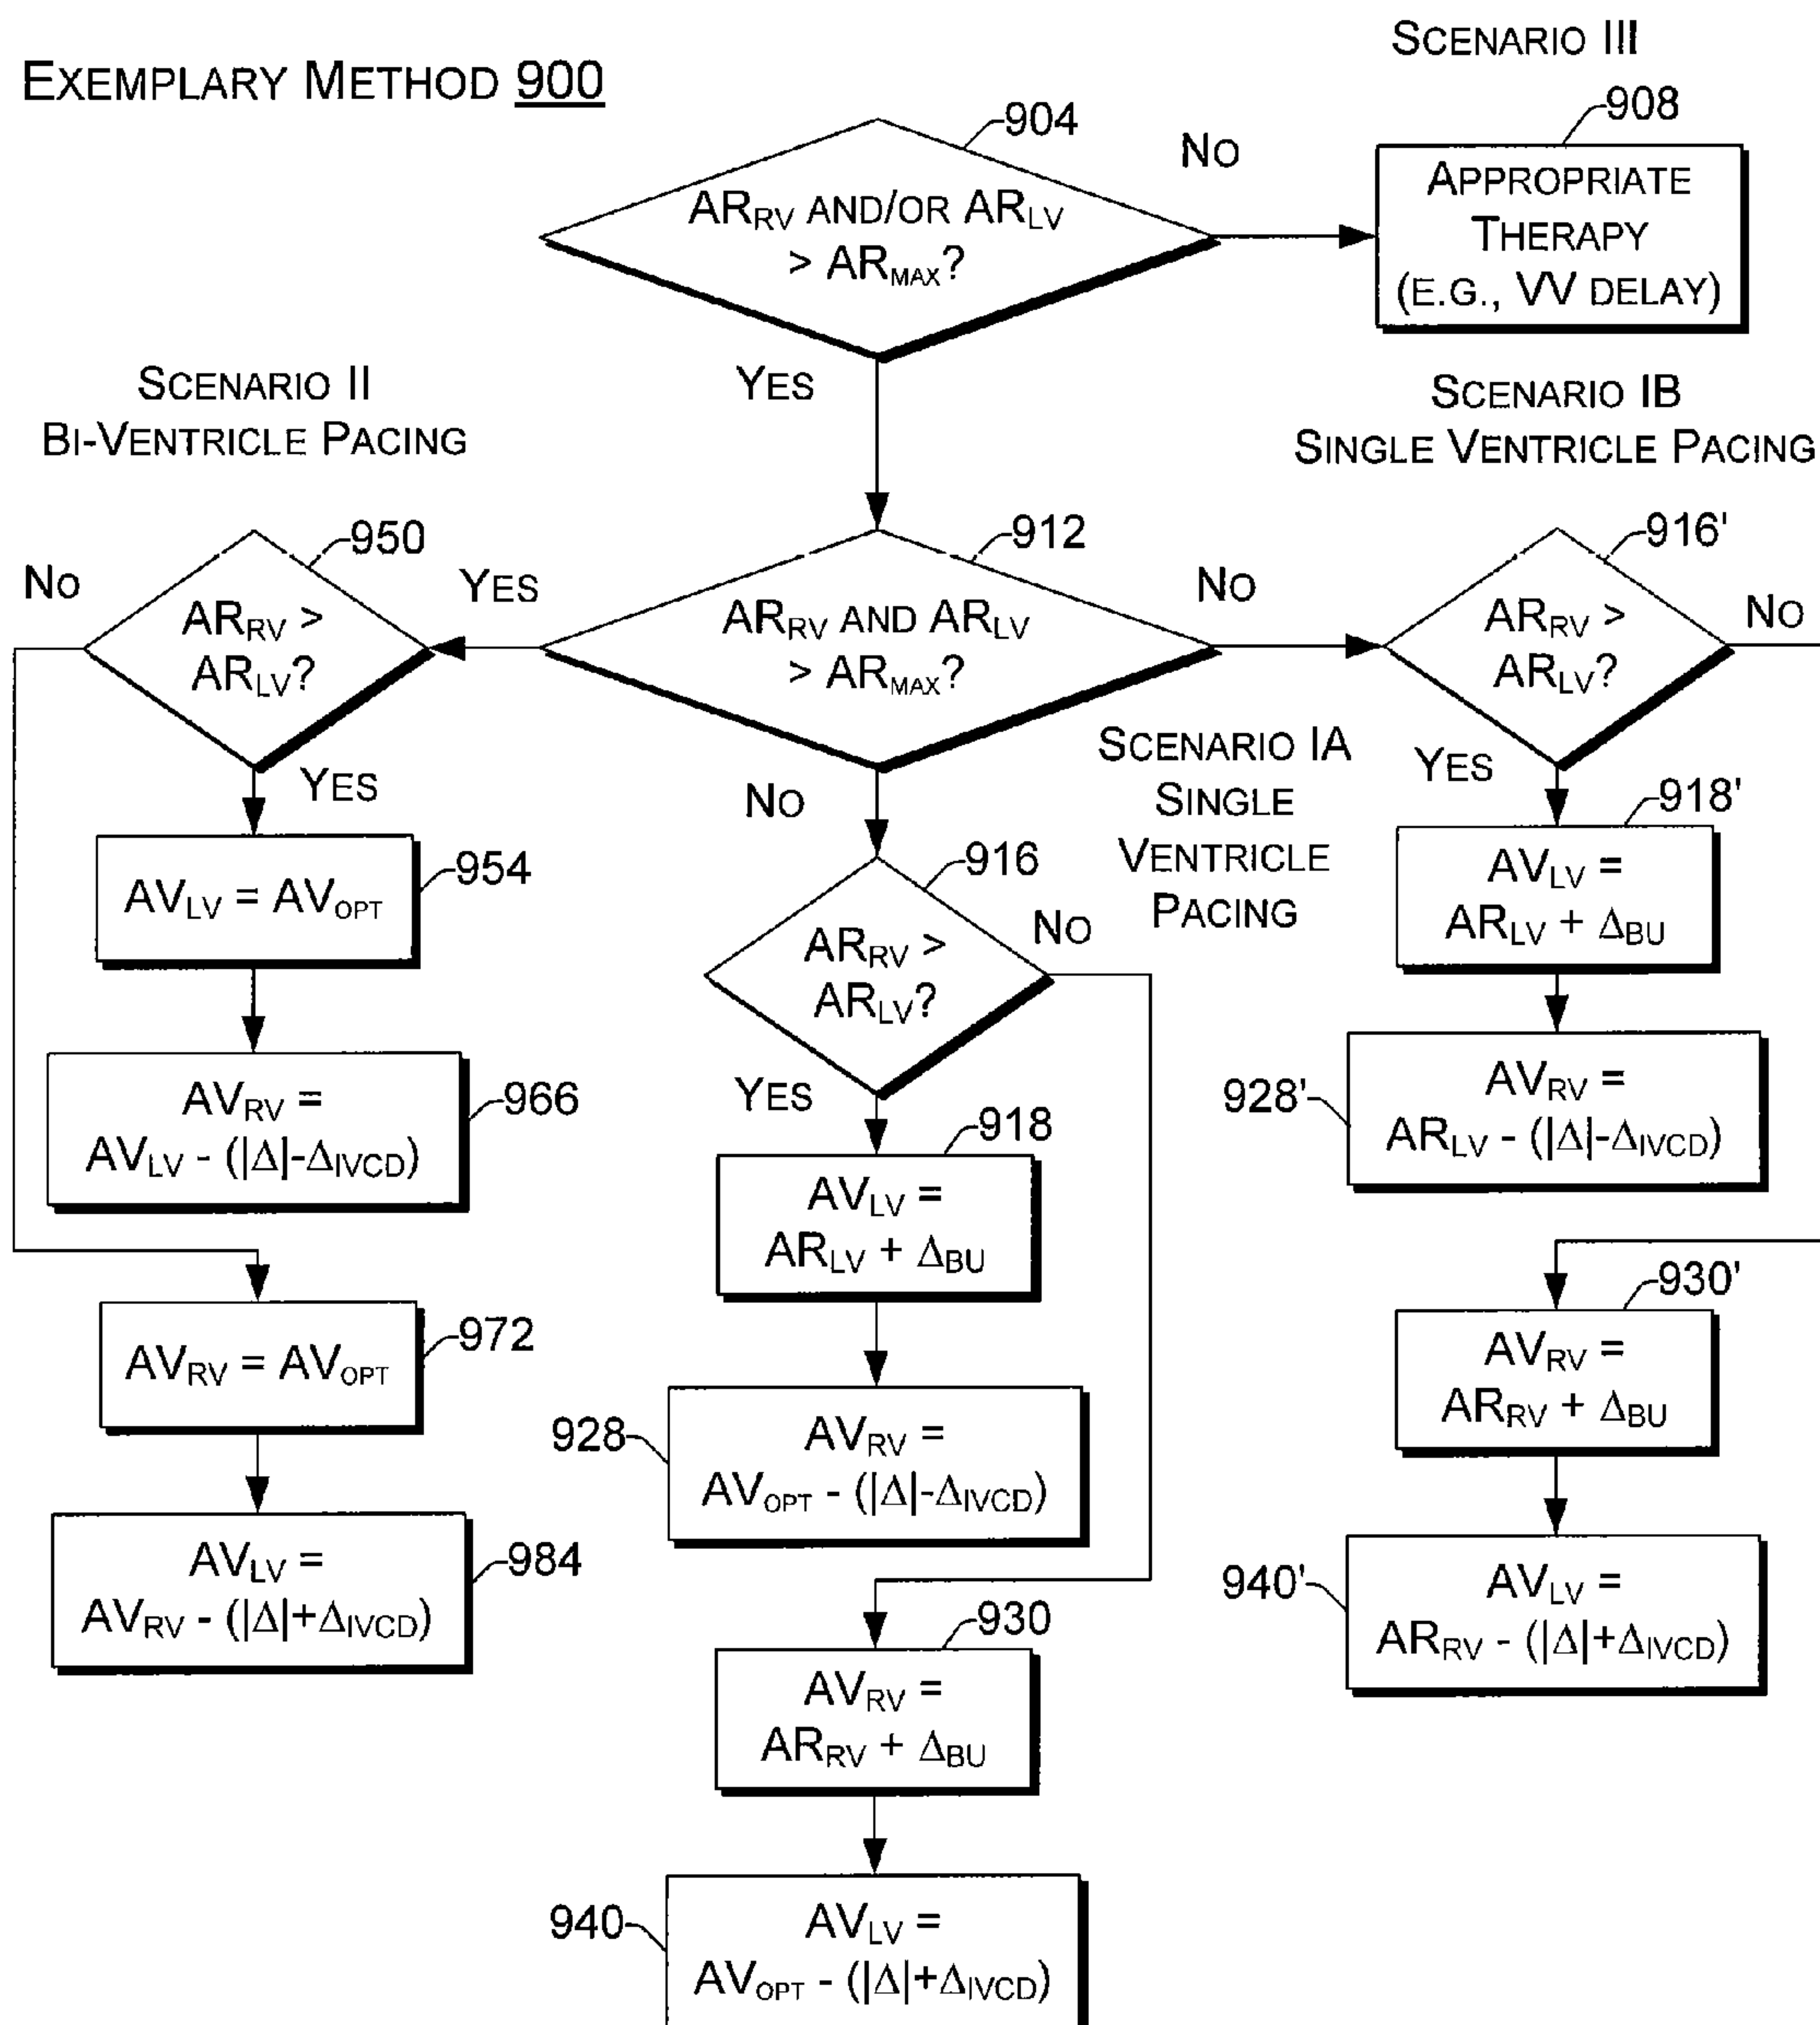 SCENARIO III
EXEMPLARY METHOD 900
904
NO
908
AR_RV AND/OR AR_LV
> AR_MAX?
APPROPRIATE
THERAPY
(E.G., VV DELAY)
YES
SCENARIO II
BI-VENTRICLE PACING
SCENARIO IB
SINGLE VENTRICLE PACING
950
NO
AR_RV >
AR_LV?
YES
912
AR_RV AND AR_LV
> AR_MAX?
NO
916'
AR_RV >
AR_LV?
NO
YES
954
AV_LV = AV_OPT
966
AV_RV =
AV_LV - (|Δ|-Δ_IVCD)
972
AV_RV = AV_OPT
984
AV_LV =
AV_RV - (|Δ|+Δ_IVCD)
NO
SCENARIO IA
SINGLE
VENTRICLE
PACING
916
AR_RV >
AR_LV?
NO
YES
918
AV_LV =
AR_LV + Δ_BU
928
AV_RV =
AV_OPT - (|Δ|-Δ_IVCD)
930
AV_RV =
AR_RV + Δ_BU
940
AV_LV =
AV_OPT - (|Δ|+Δ_IVCD)
YES
918'
AV_LV =
AR_LV + Δ_BU
928'
AV_RV =
AR_LV - (|Δ|-Δ_IVCD)
930'
AV_RV =
AR_RV + Δ_BU
940'
AV_LV =
AR_RV - (|Δ|+Δ_IVCD)